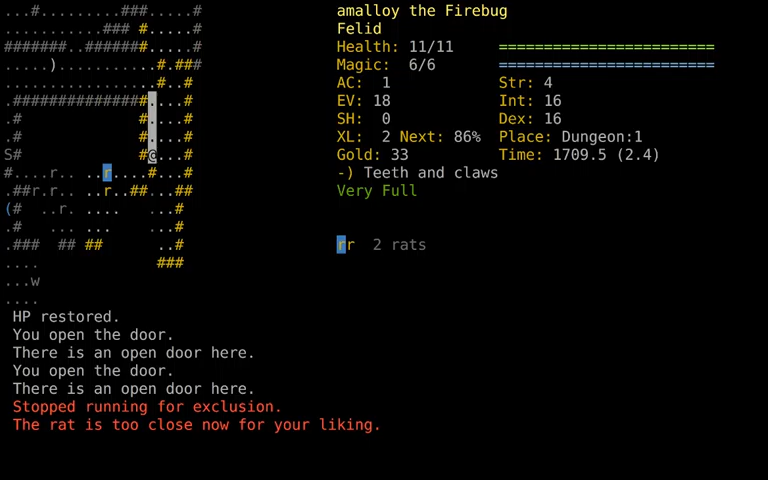 ...#.........###.....#   amalloy the Firebug
............### #.....#   Felid
#######..######.#.....#   Health: 11/11   ========================
.....)..........#.##   Magic:  6/6   ========================
...................#..#   AC:  1   Str: 4
.###############....#   EV: 18   Int: 16
.#   #....#   SH:  0   Dex: 16
.#   #....#   XL:  2 Next: 86%   Place: Dungeon:1
S#   #@...#   Gold: 33   Time: 1709.5 (2.4)
#....r..  ..r....#...#   -) Teeth and claws
.##r.r.  ..r..##...##   Very Full
(#  ..r.  ....  ...#
.#   ...  ...  ...#   rr  2 rats
.###  ## ##   ..#
....   ###
...w
....
HP restored.
You open the door.
There is an open door here.
You open the door.
There is an open door here.
Stopped running for exclusion.
The rat is too close now for your liking.